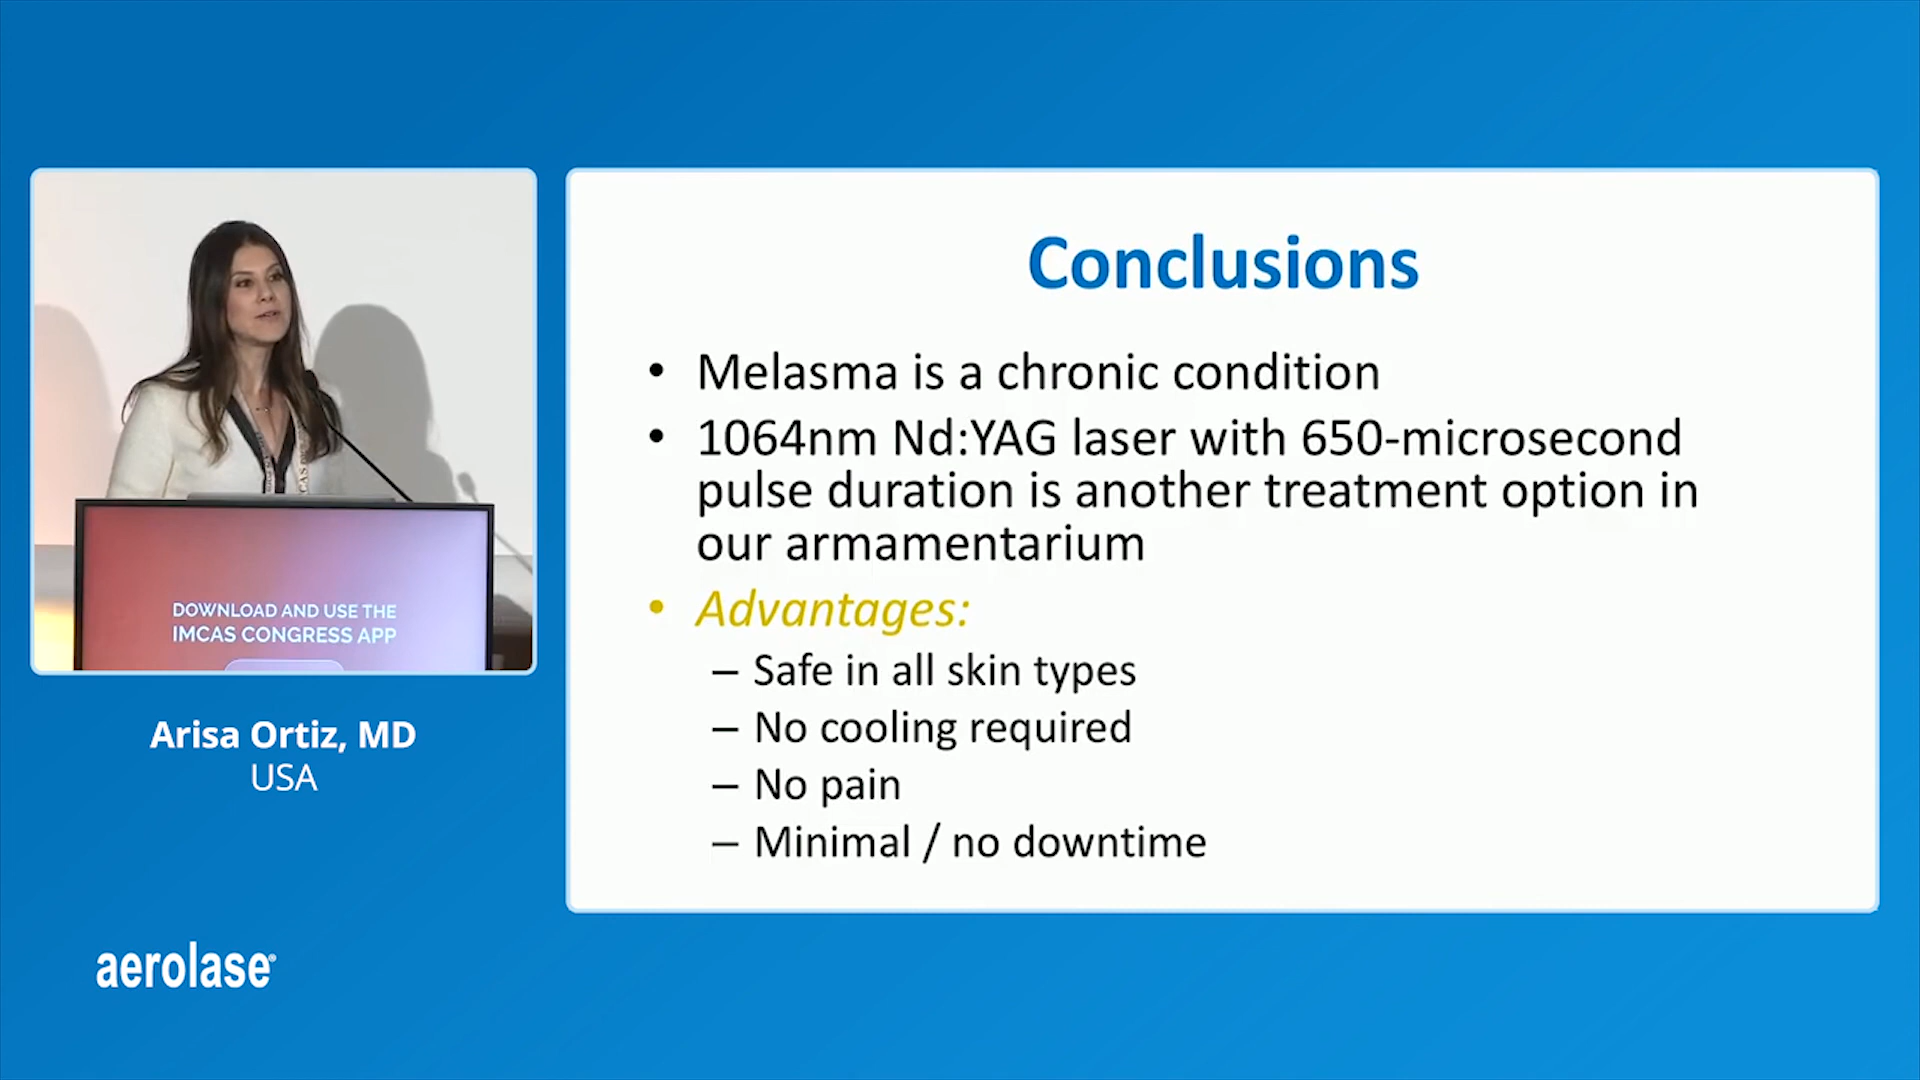 Conclusions
• Melasma is a chronic condition
• 1064nm Nd:YAG laser with 650-microsecond
pulse duration is another treatment option in
our armamentarium
• Advantages:
– Safe in all skin types
– No cooling required
– No pain
– Minimal / no downtime
DOWNLOAD AND USE THE
IMCAS CONGRESS APP
Arisa Ortiz, MD
USA
aerolase®